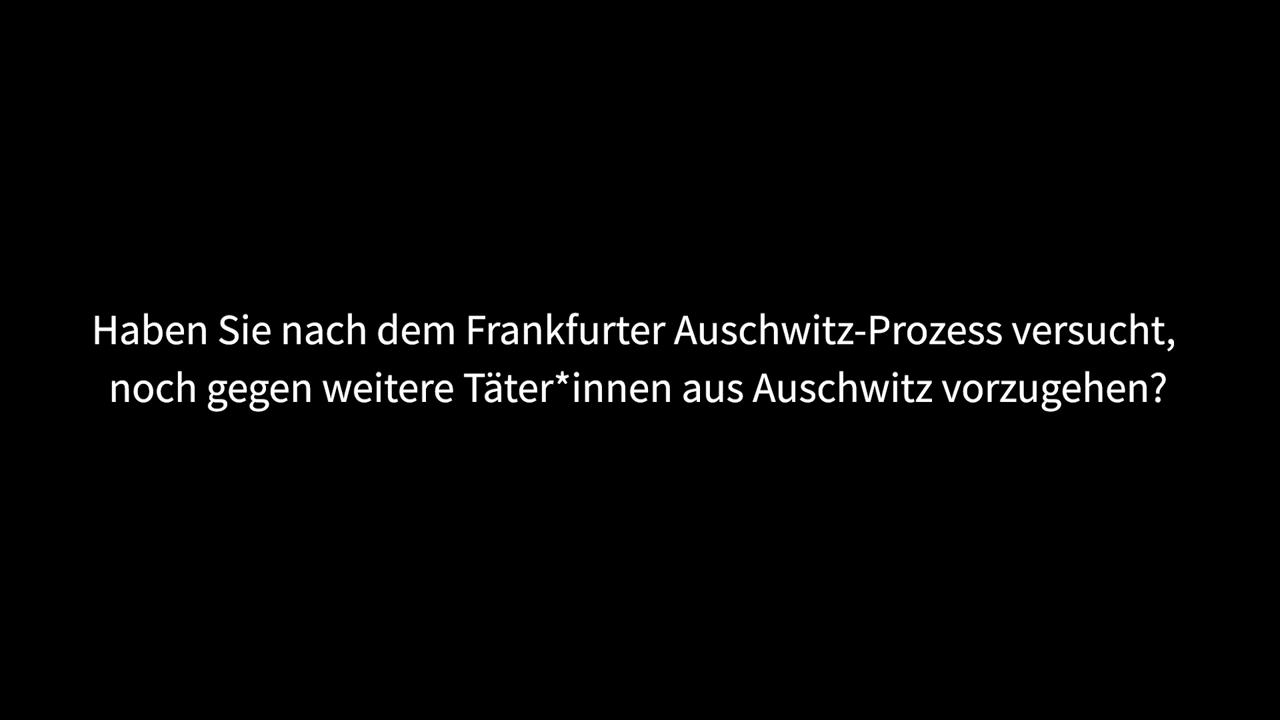 Haben Sie nach dem Frankfurter Auschwitz-Prozess versucht,
noch gegen weitere Täter*innen aus Auschwitz vorzugehen?